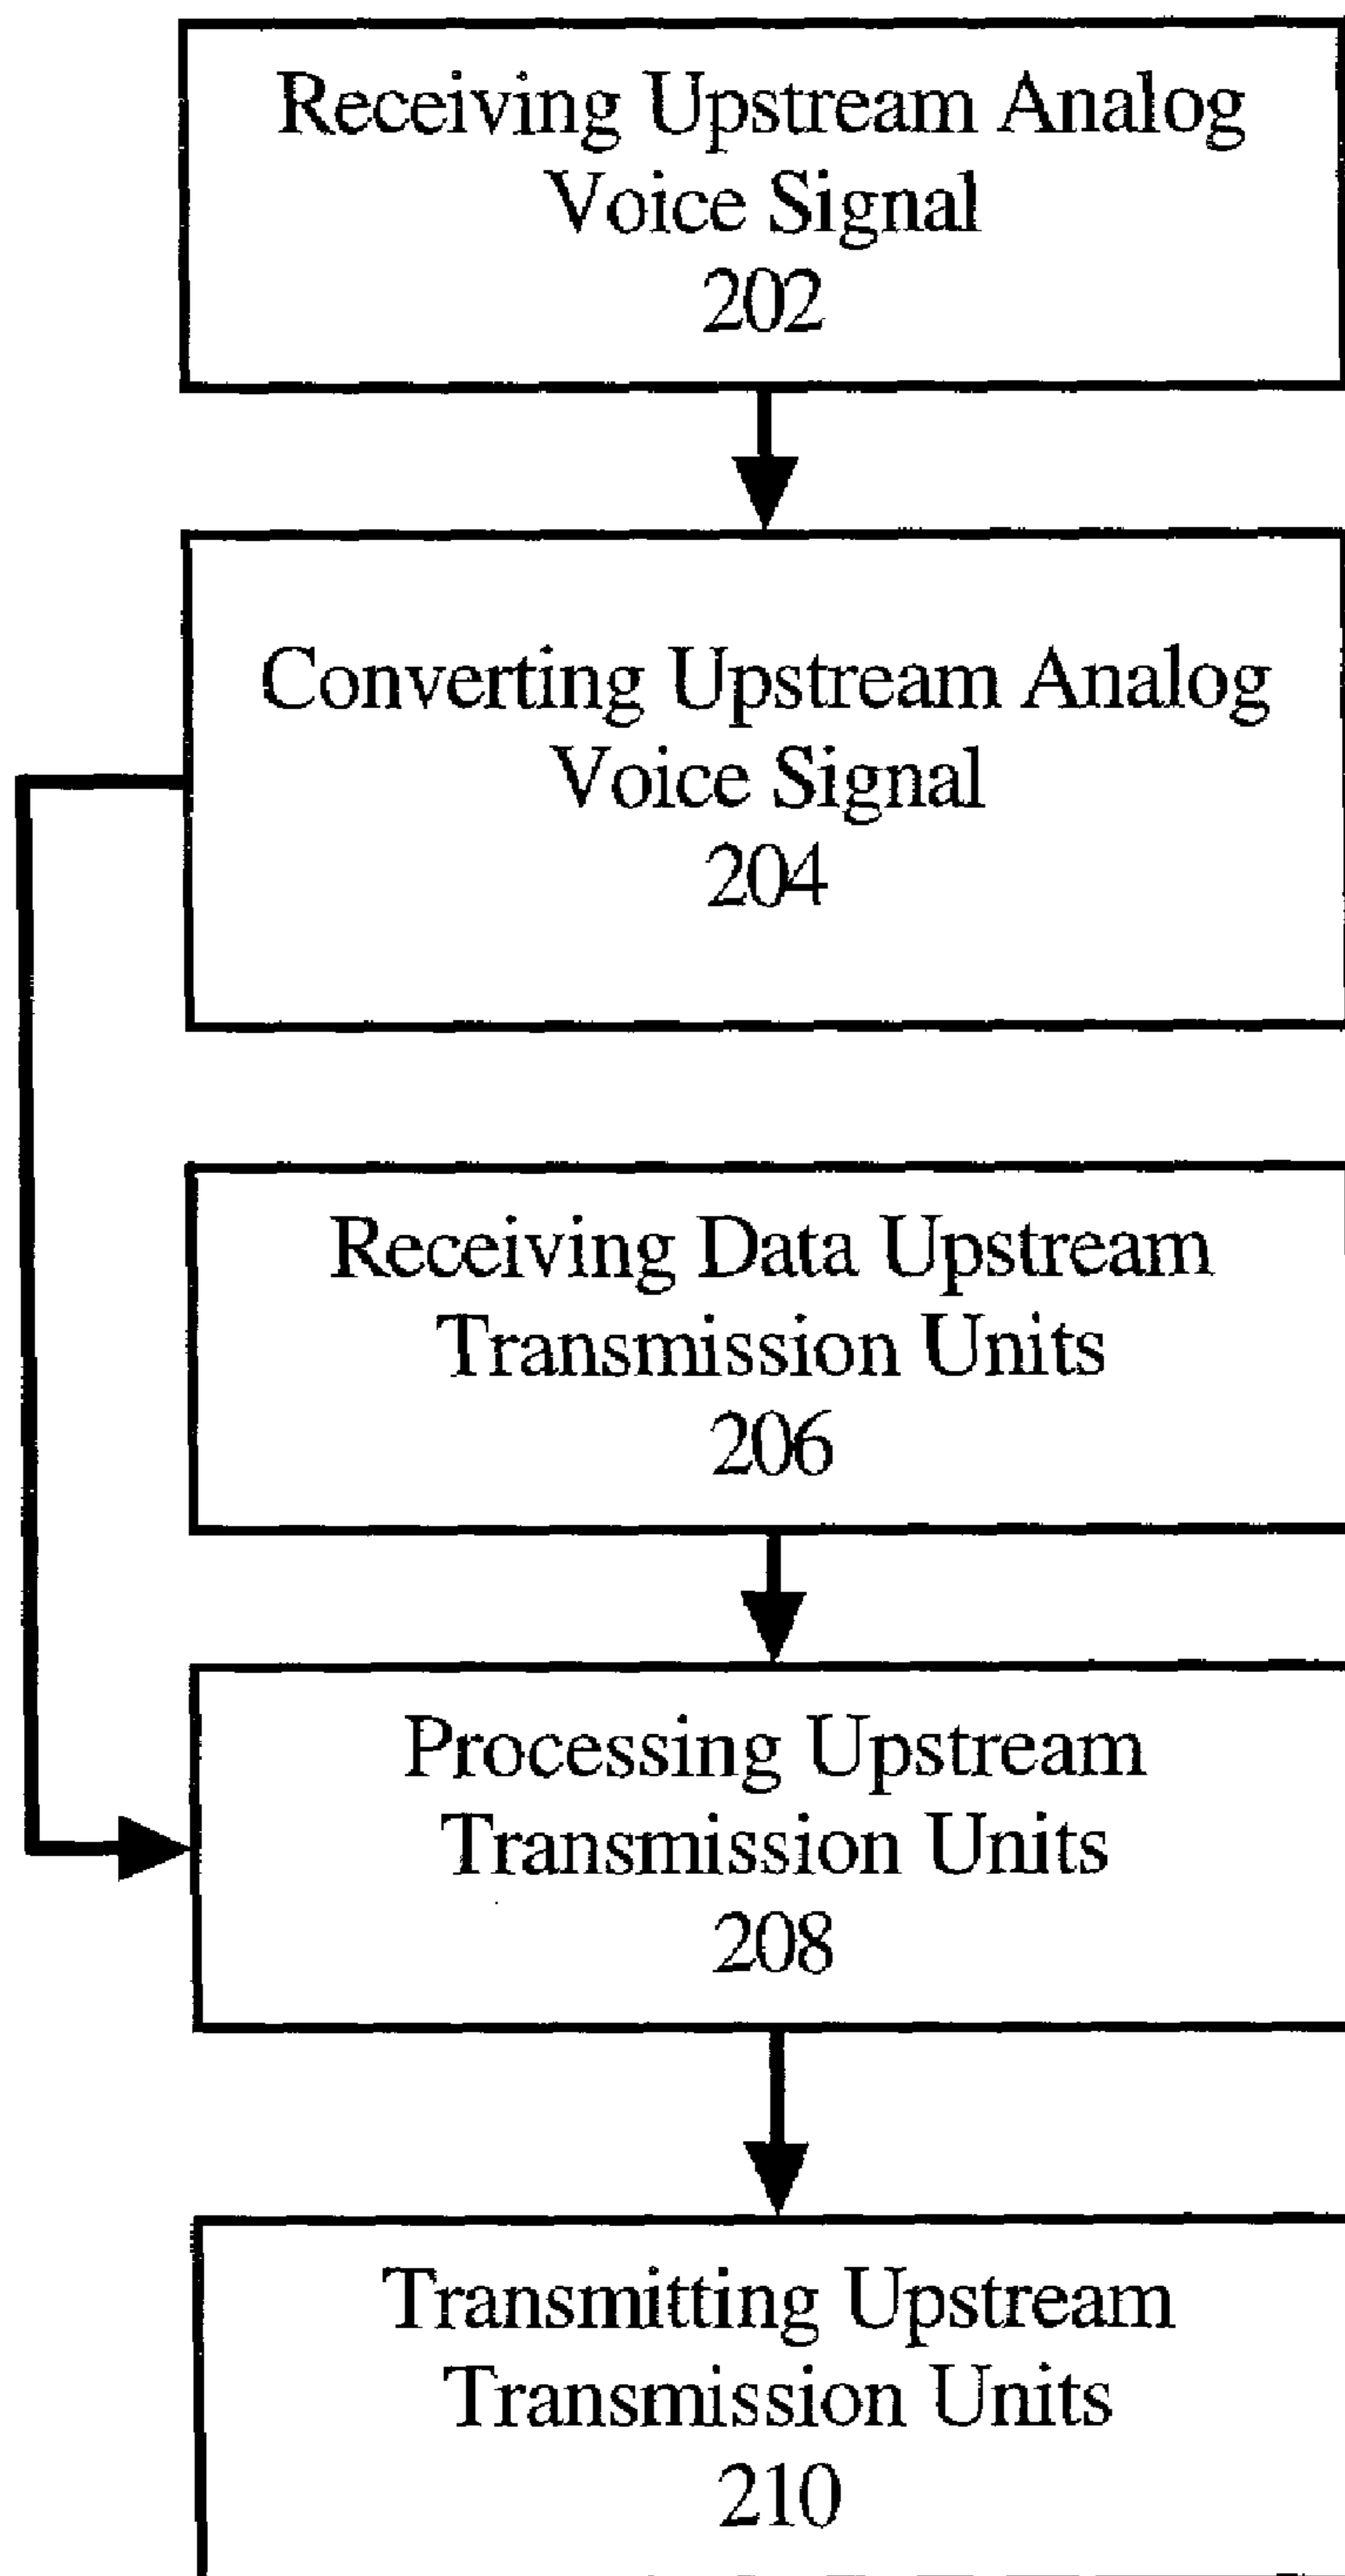 Receiving Upstream Analog
Voice Signal
202
Converting Upstream Analog
Voice Signal
204
Receiving Data Upstream
Transmission Units
206
Processing Upstream
Transmission Units
208
Transmitting Upstream
Transmission Units
210